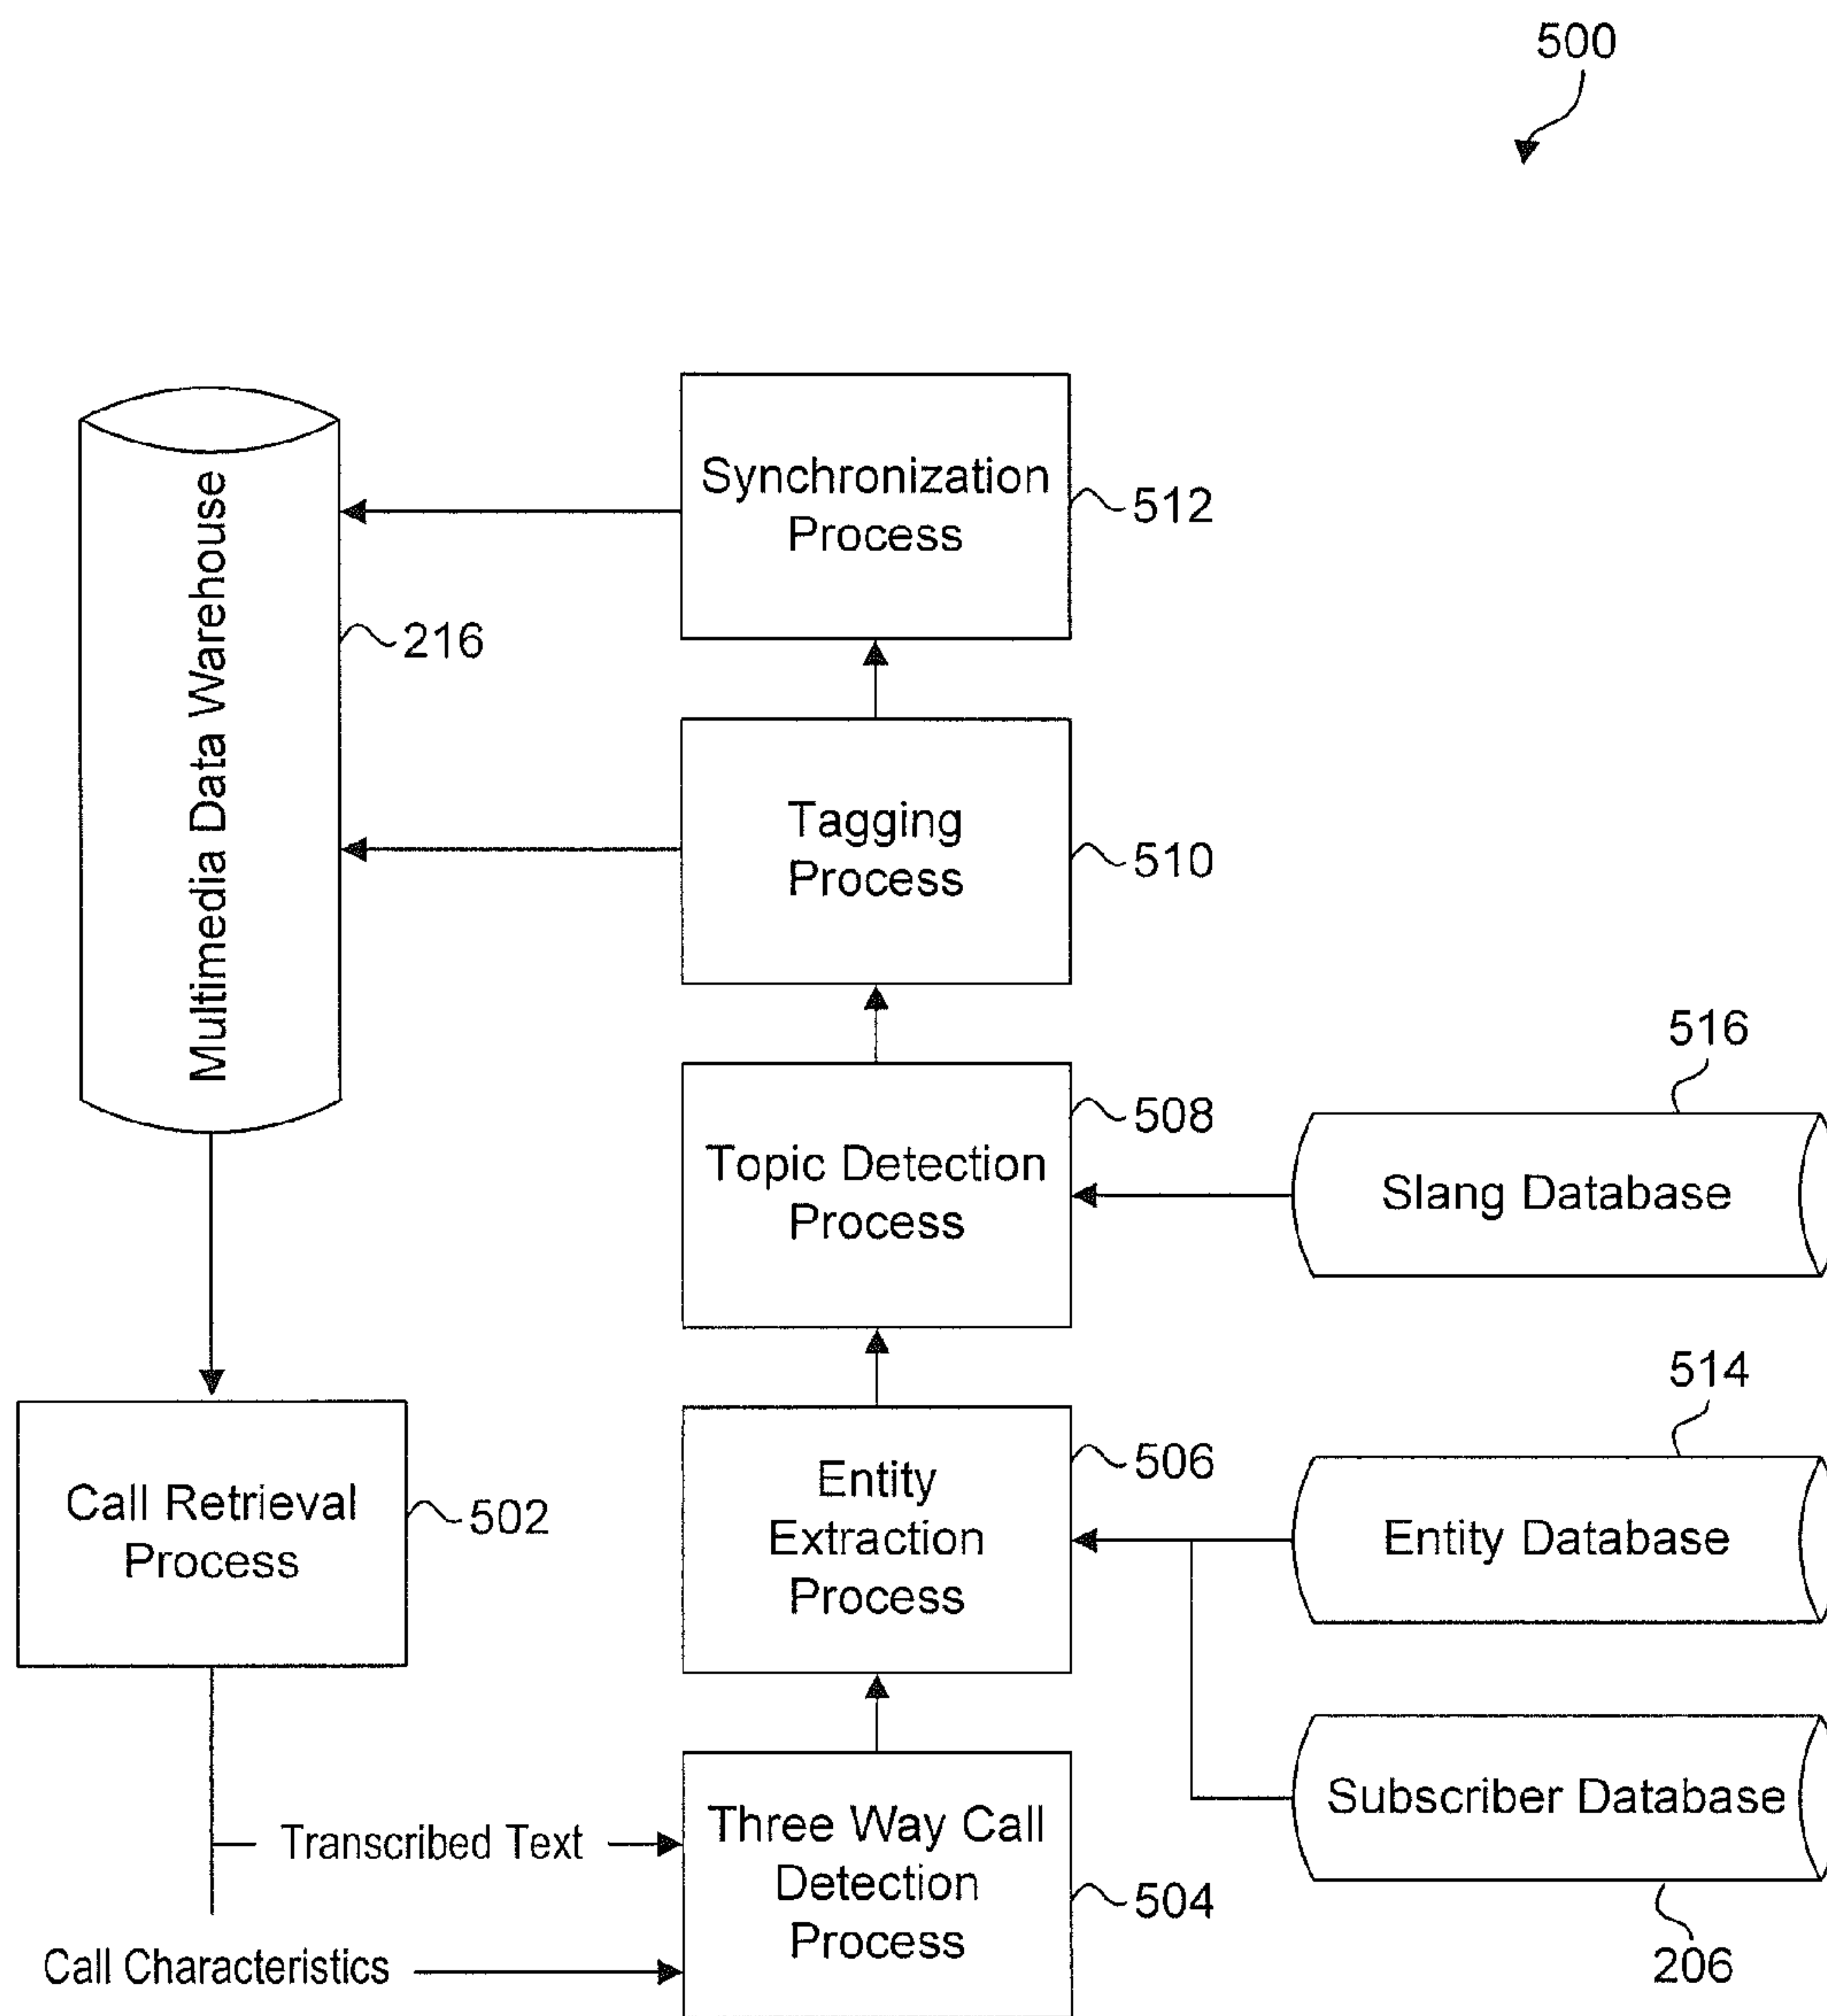 500
Synchronization
Process
512
Multimedia Data Warehouse
216
Tagging
Process
510
516
508
Topic Detection
Process
Slang Database
514
506
Entity
Extraction
Process
Call Retrieval
Process
502
Entity Database
Transcribed Text
Three Way Call
Detection
Process
504
Subscriber Database
Call Characteristics
206